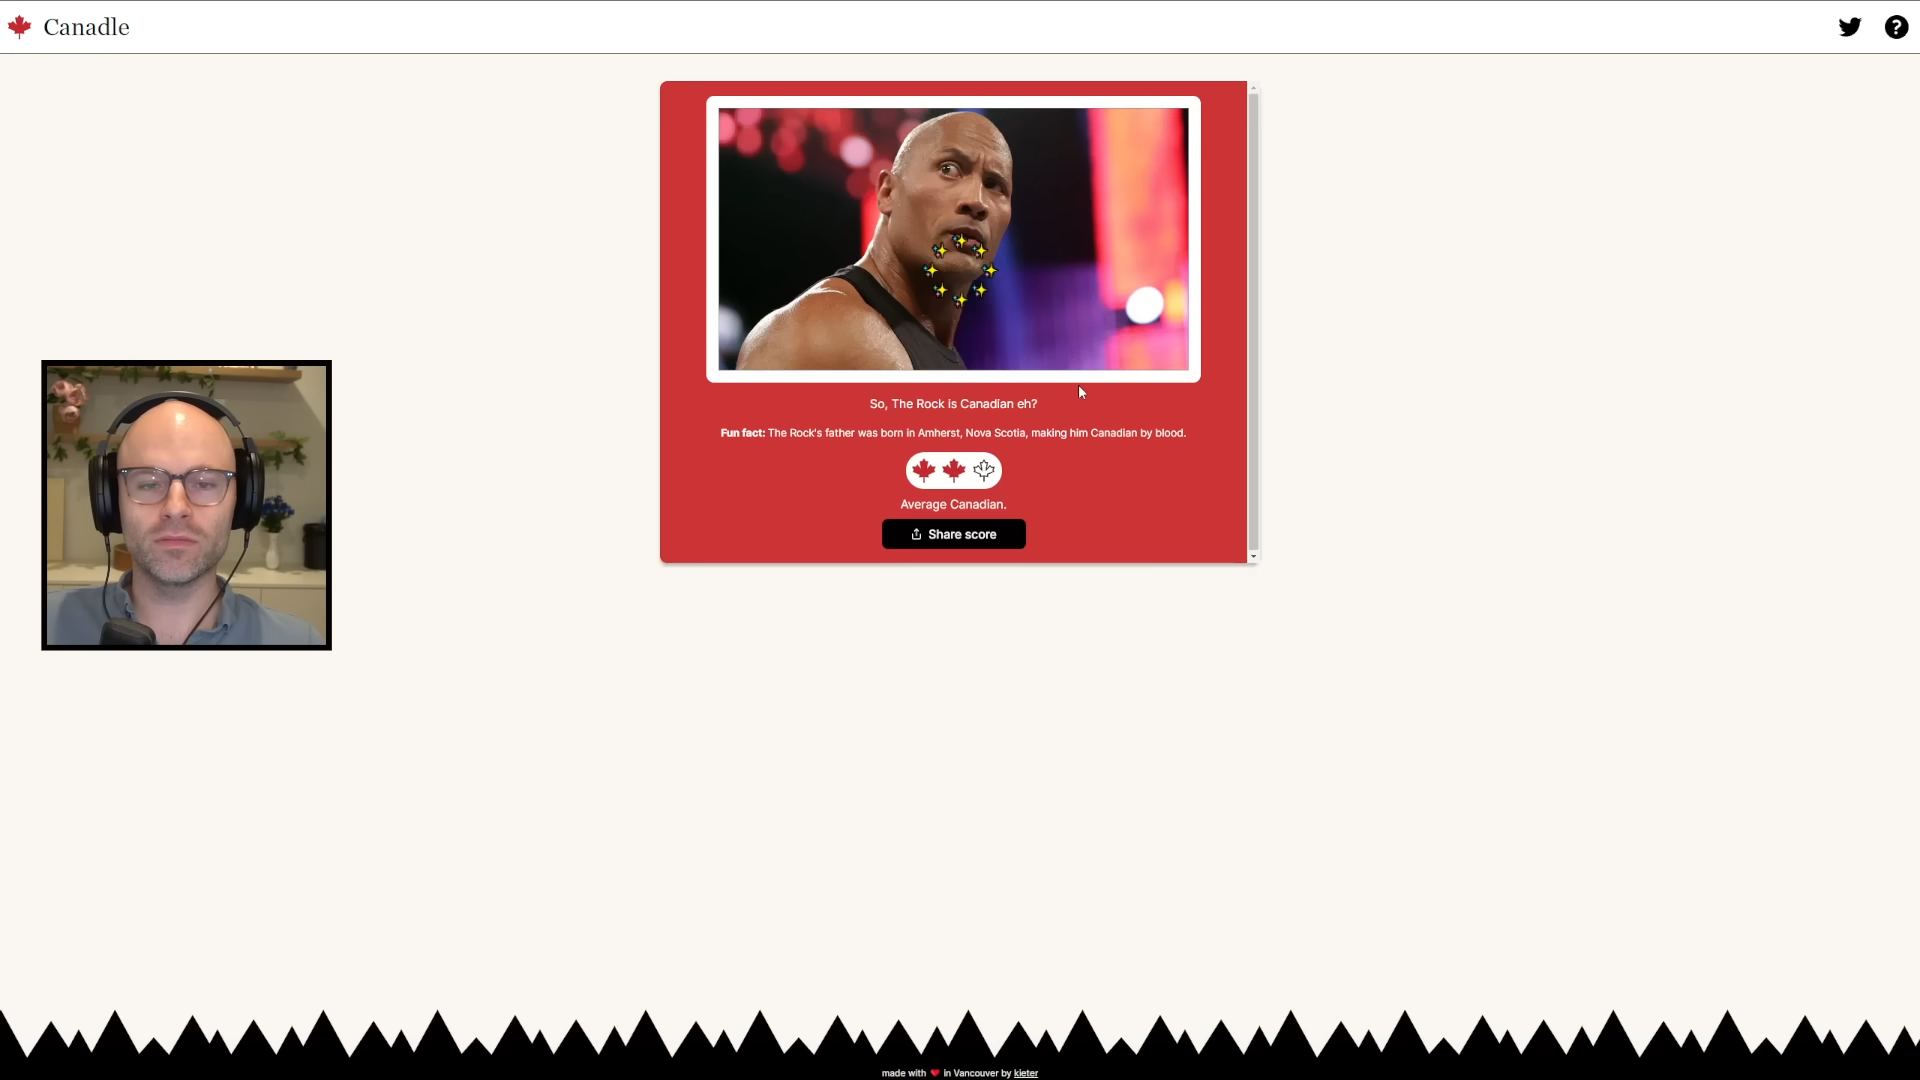 Canadle
So, The Rock is Canadian eh?
Fun fact: The Rock's father was born in Amherst, Nova Scotia, making him Canadian by blood.
Average Canadian.
Share score
made with ❤ in Vancouver by kieter